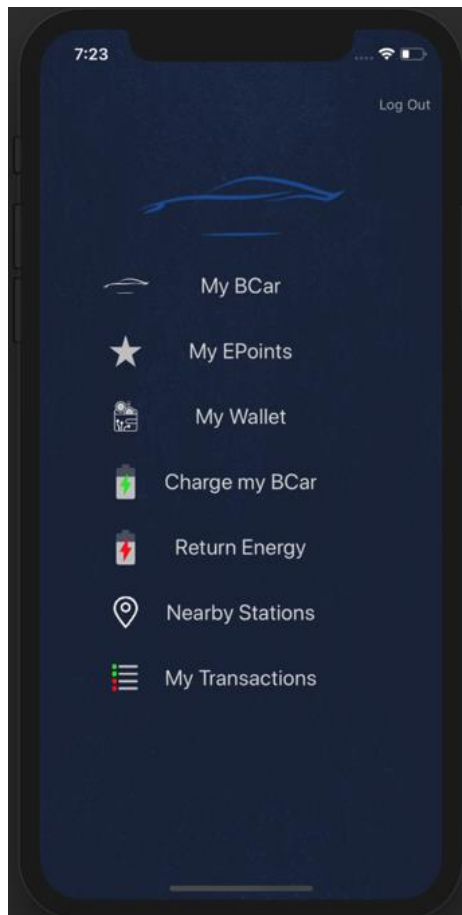 7:23
Log Out
My BCar
My EPoints
My Wallet
Charge my BCar
Return Energy
Nearby Stations
My Transactions